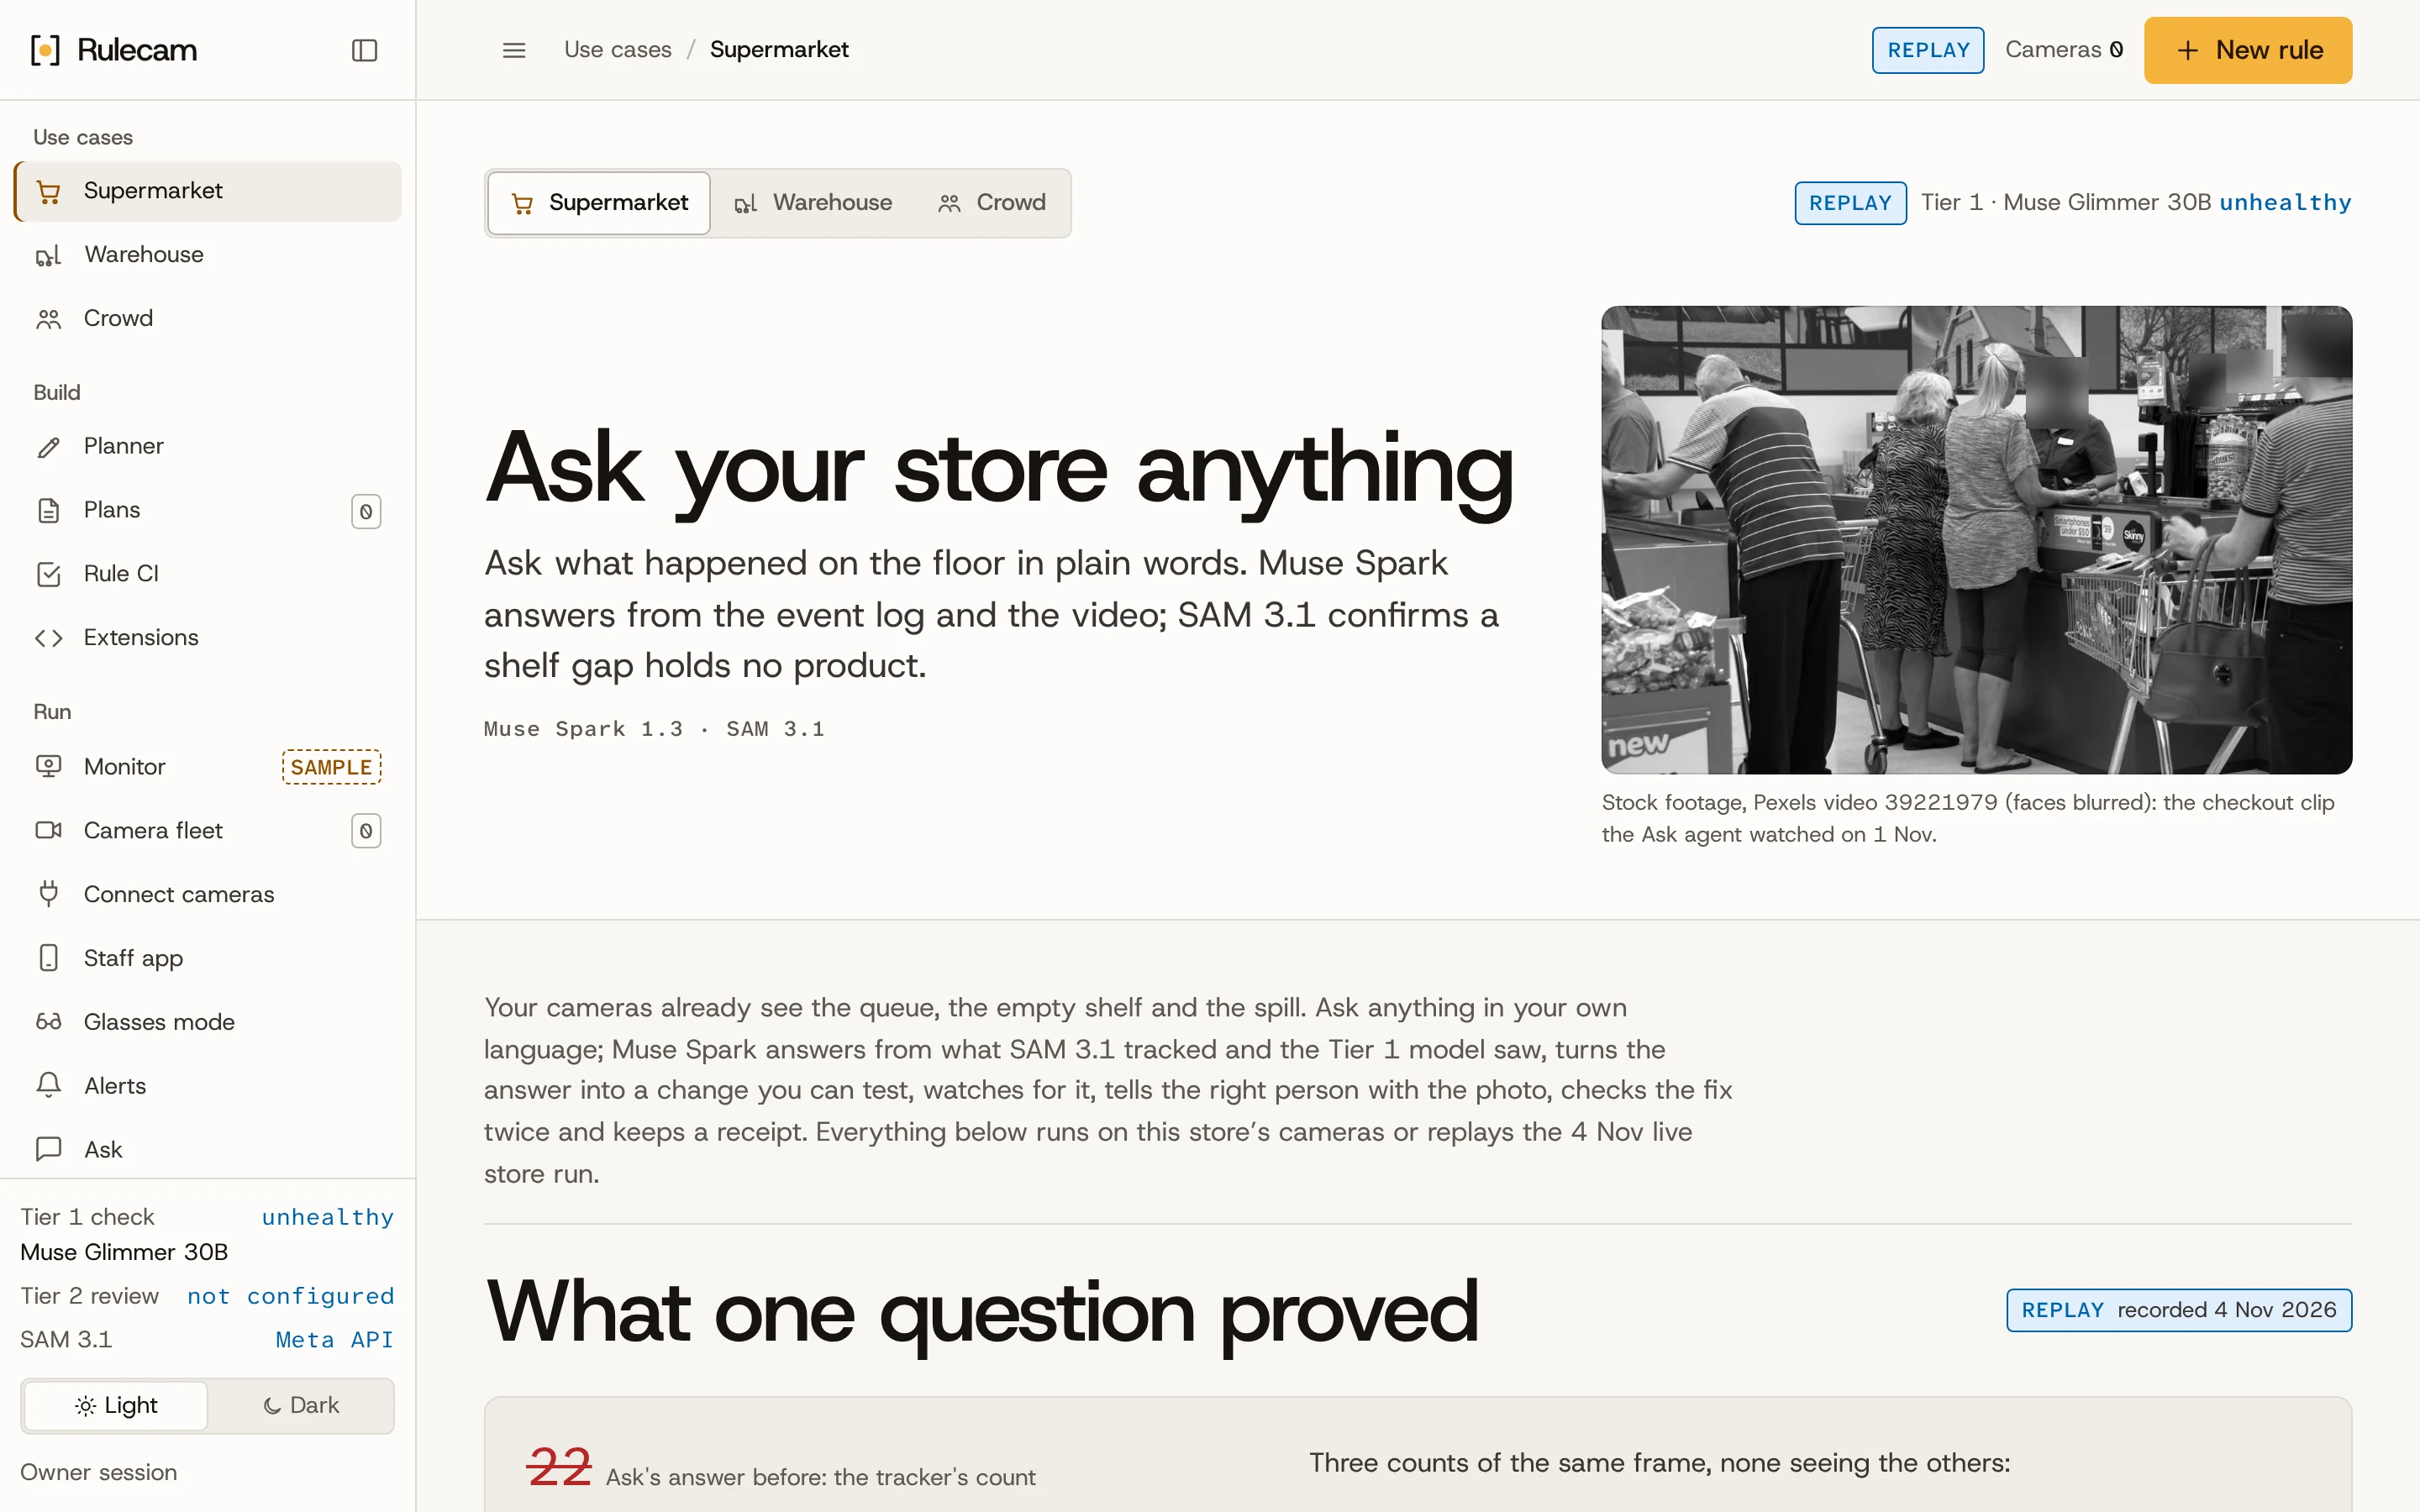 Rulecam
Use cases
Supermarket
Warehouse
Crowd
Build
Planner
Plans 0
Rule CI
Extensions
Run
Monitor SAMPLE
Camera fleet 0
Connect cameras
Staff app
Glasses mode
Alerts
Ask
Tier 1 check unhealthy
Muse Glimmer 30B
Tier 2 review not configured
SAM 3.1 Meta API
Light Dark
Owner session
Use cases / Supermarket
REPLAY Cameras 0 + New rule
Supermarket Warehouse Crowd
REPLAY Tier 1 · Muse Glimmer 30B unhealthy
Ask your store anything
Ask what happened on the floor in plain words. Muse Spark
answers from the event log and the video; SAM 3.1 confirms a
shelf gap holds no product.
Muse Spark 1.3 · SAM 3.1
Smartphones
under $50
Skinny
new
Stock footage, Pexels video 39221979 (faces blurred): the checkout clip
the Ask agent watched on 1 Nov.
Your cameras already see the queue, the empty shelf and the spill. Ask anything in your own
language; Muse Spark answers from what SAM 3.1 tracked and the Tier 1 model saw, turns the
answer into a change you can test, watches for it, tells the right person with the photo, checks the fix
twice and keeps a receipt. Everything below runs on this store’s cameras or replays the 4 Nov live
store run.
What one question proved
REPLAY recorded 4 Nov 2026
22 Ask's answer before: the tracker's count
Three counts of the same frame, none seeing the others: